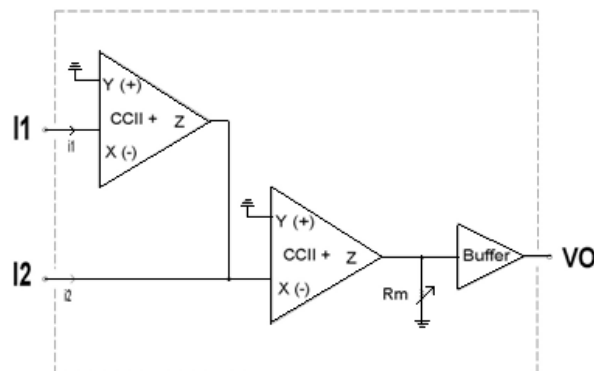 Y (+)
CCII + Z
X (-)
I1
i1
Y (+)
CCII + Z
X (-)
Buffer
VO
I2
i2
Rm